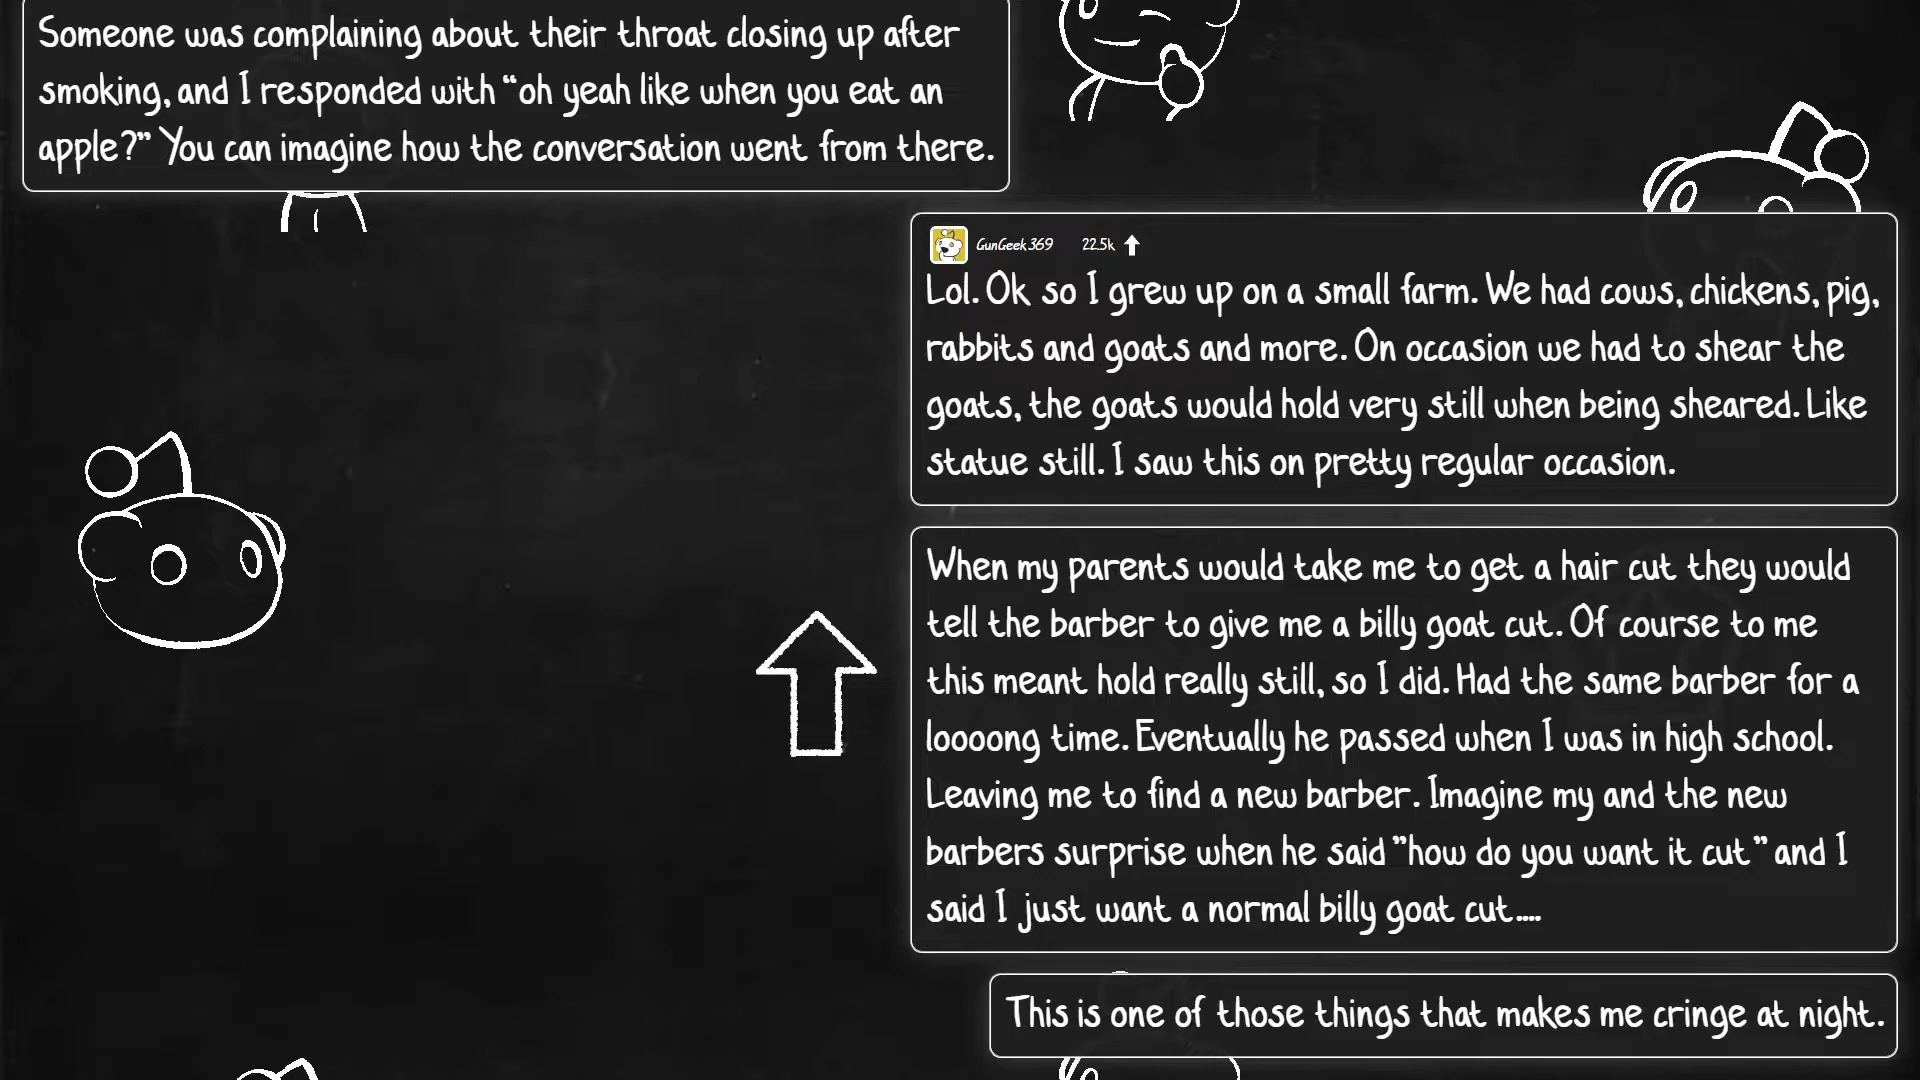 Someone was complaining about their throat closing up after
smoking, and I responded with “oh yeah like when you eat an
apple?” You can imagine how the conversation went from there.
GunGeek369 22.5k
Lol. Ok so I grew up on a small farm. We had cows, chickens, pig,
rabbits and goats and more. On occasion we had to shear the
goats, the goats would hold very still when being sheared. Like
statue still. I saw this on pretty regular occasion.
When my parents would take me to get a hair cut they would
tell the barber to give me a billy goat cut. Of course to me
this meant hold really still, so I did. Had the same barber for a
loooong time. Eventually he passed when I was in high school.
Leaving me to find a new barber. Imagine my and the new
barbers surprise when he said ”how do you want it cut” and I
said I just want a normal billy goat cut....
This is one of those things that makes me cringe at night.